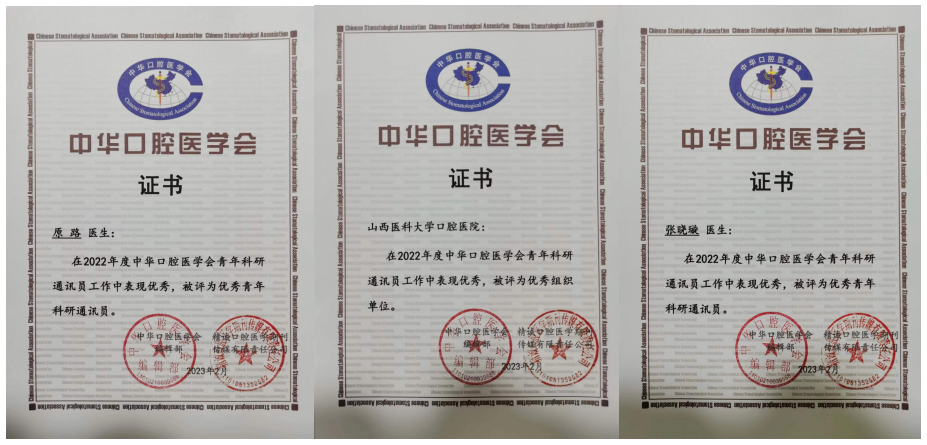 中华口腔医学会
Chinese Stomatological Association
中华口腔医学会
证书
原 路 医生：
在2022年度中华口腔医学会青年科研
通讯员工作中表现优秀，被评为优秀青年
科研通讯员。
中华口腔医学会
编辑部
2023年2月
中华口腔医学会
Chinese Stomatological Association
中华口腔医学会
证书
山西医科大学口腔医院：
在2022年度中华口腔医学会青年科研
通讯员工作中表现优秀，被评为优秀组织
单位。
中华口腔医学会
编辑部
2023年2月
中华口腔医学会
Chinese Stomatological Association
中华口腔医学会
证书
张晓璇 医生：
在2022年度中华口腔医学会青年科研
通讯员工作中表现优秀，被评为优秀青年
科研通讯员。
中华口腔医学会
编辑部
2023年2月